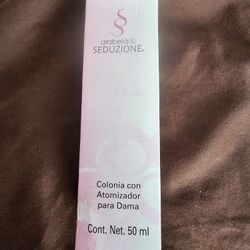 arabela
SEDUZIONE®
Colonia con
Atomizador
para Dama
Cont. Net. 50 ml